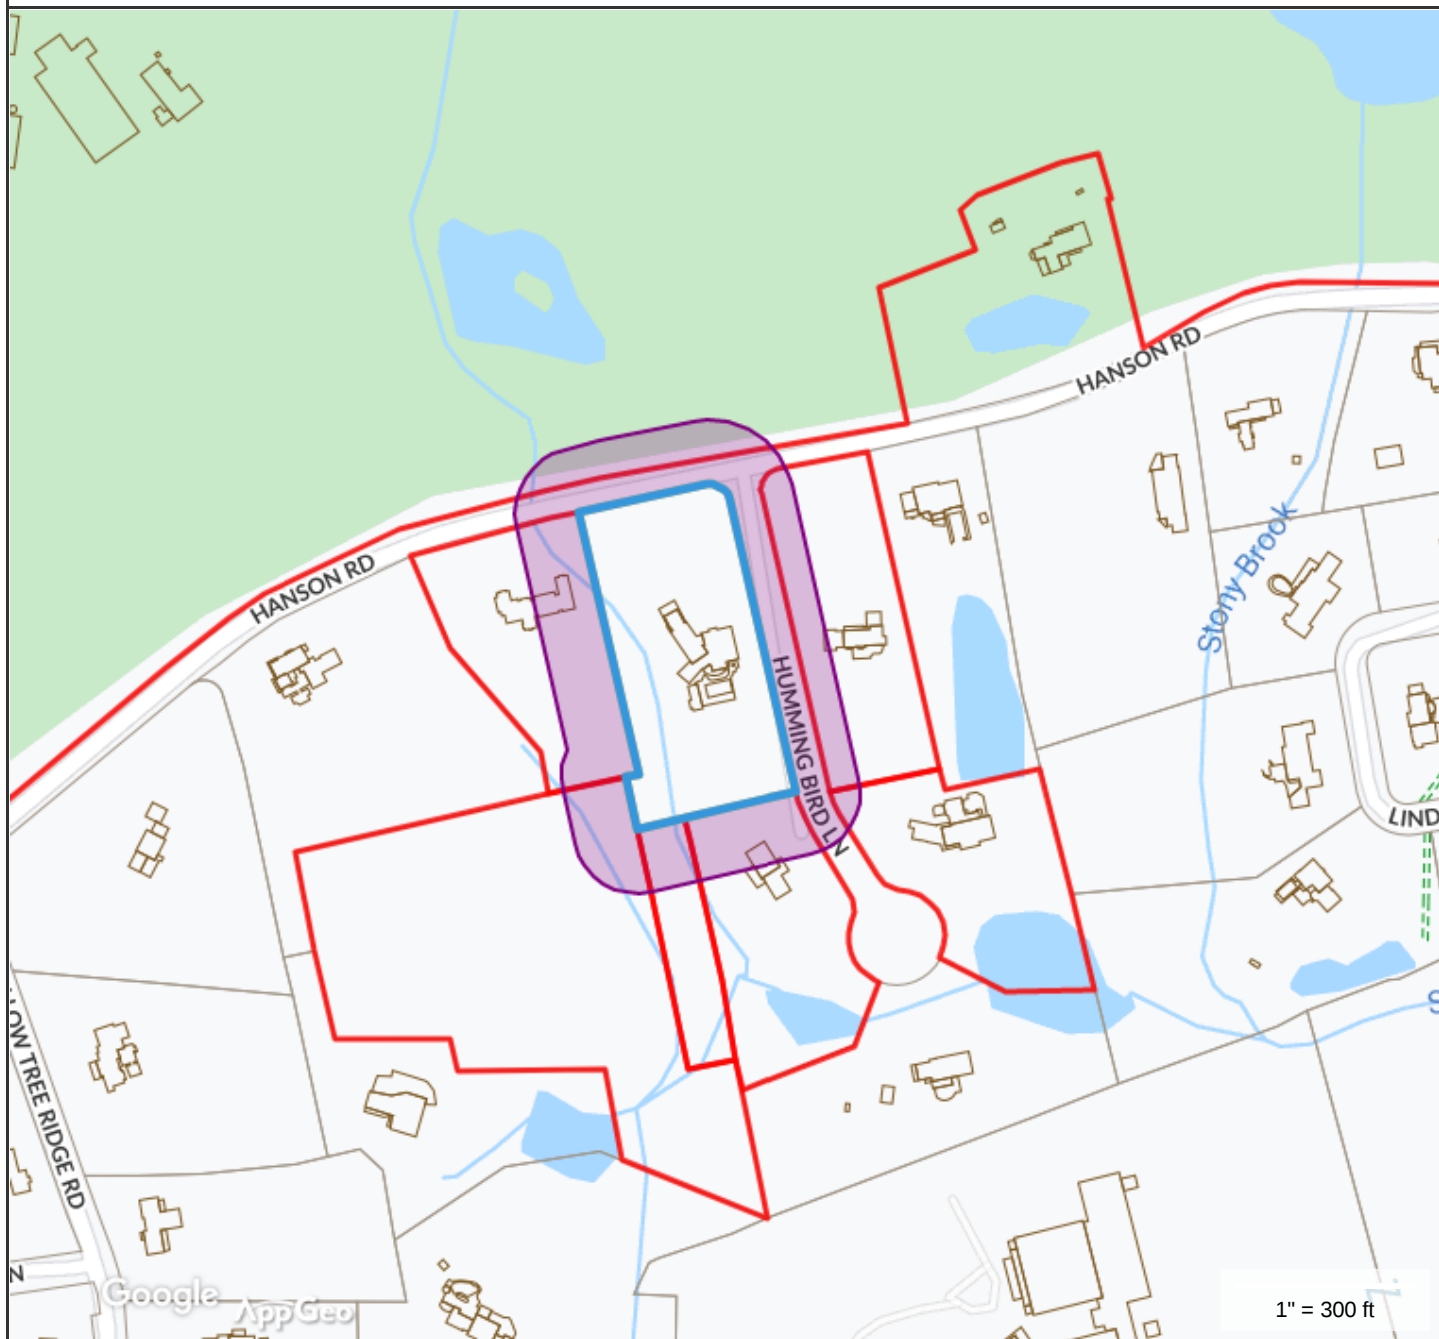 HANSON RD
HANSON RD
Stony Brook
HUMMING BIRD LN
LIND
S
LOW TREE RIDGE RD
N
Google
AppGeo
1" = 300 ft